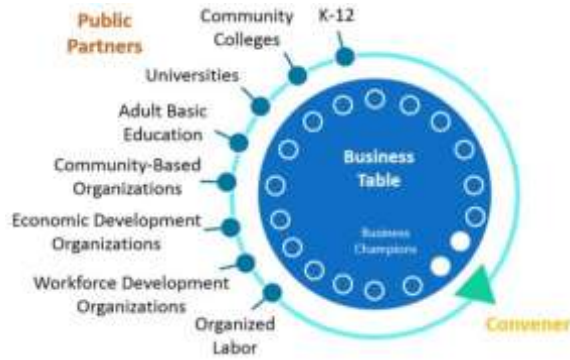 Public
Partners
Community
Colleges
K-12
Universities
Adult Basic
Education
Community-Based
Organizations
Economic Development
Organizations
Workforce Development
Organizations
Organized
Labor
Business
Table
Business
Champions
Convener